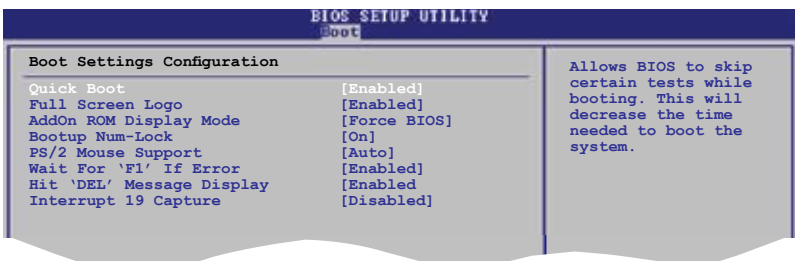 BIOS SETUP UTILITY
Boot
Boot Settings Configuration
Quick Boot [Enabled]
Full Screen Logo [Enabled]
AddOn ROM Display Mode [Force BIOS]
Bootup Num-Lock [On]
PS/2 Mouse Support [Auto]
Wait For ‘F1’ If Error [Enabled]
Hit ‘DEL’ Message Display [Enabled
Interrupt 19 Capture [Disabled]
Allows BIOS to skip
certain tests while
booting. This will
decrease the time
needed to boot the
system.